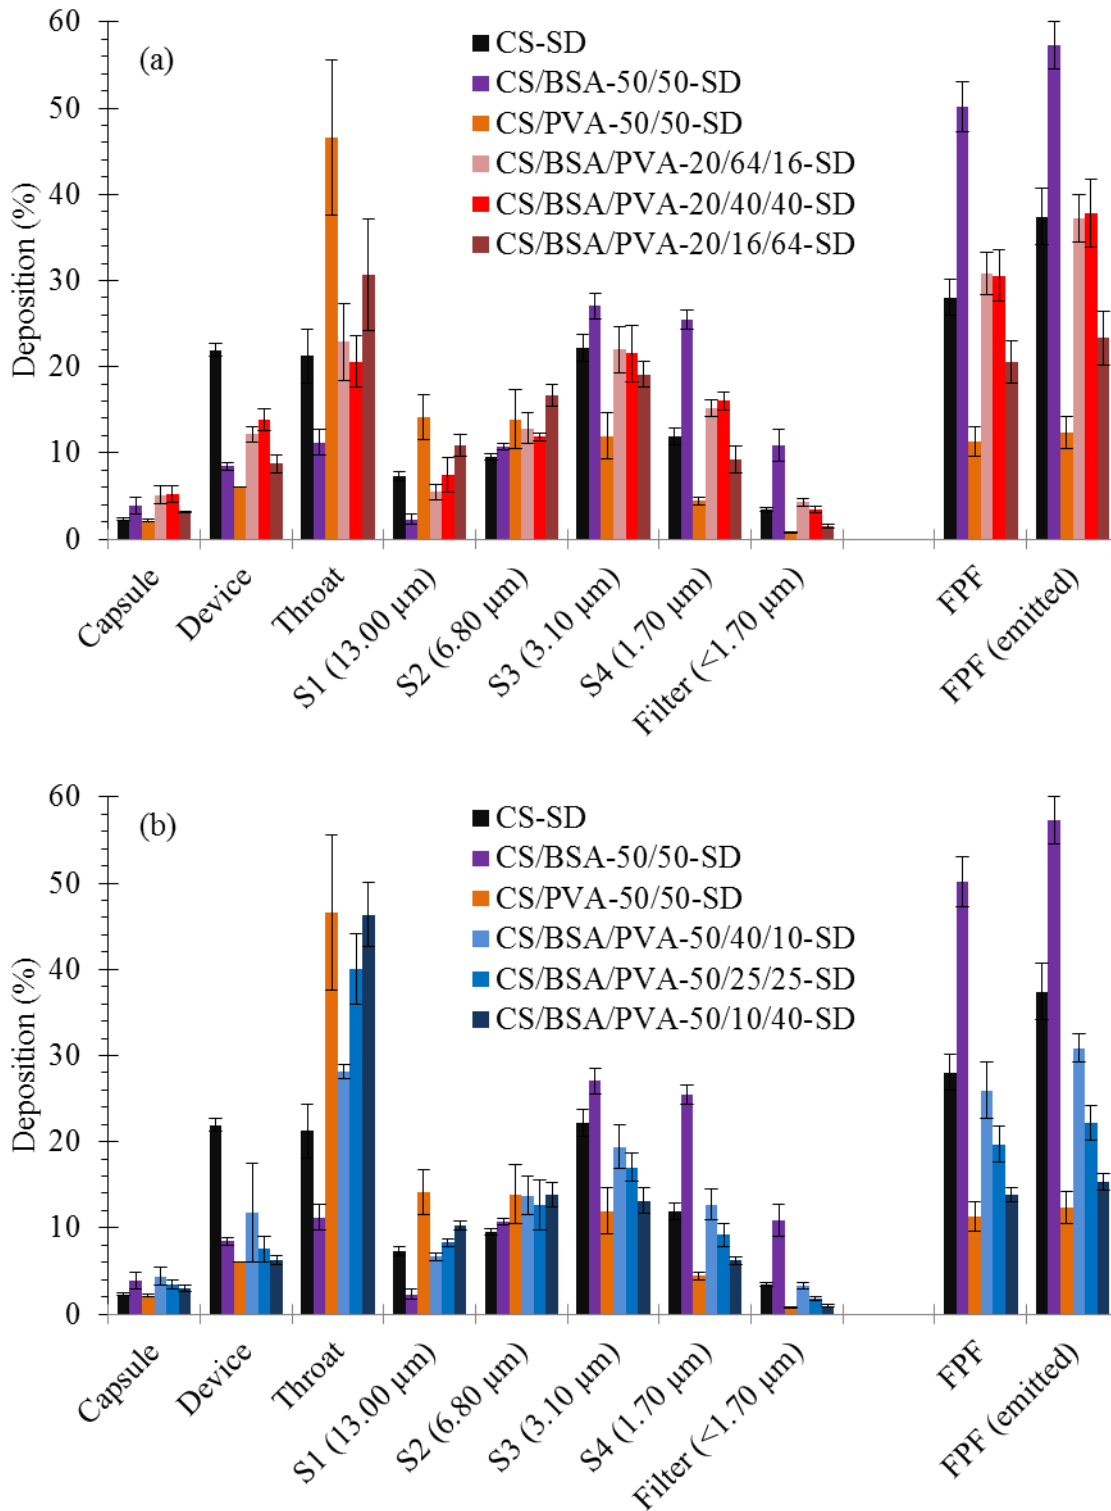 60
50
40
30
20
10
0
Deposition (%)
(a)
CS-SD
CS/BSA-50/50-SD
CS/PVA-50/50-SD
CS/BSA/PVA-20/64/16-SD
CS/BSA/PVA-20/40/40-SD
CS/BSA/PVA-20/16/64-SD
Capsule
Device
Throat
S1 (13.00 µm)
S2 (6.80 µm)
S3 (3.10 µm)
S4 (1.70 µm)
Filter (<1.70 µm)
FPF
FPF (emitted)
60
50
40
30
20
10
0
Deposition (%)
(b)
CS-SD
CS/BSA-50/50-SD
CS/PVA-50/50-SD
CS/BSA/PVA-50/40/10-SD
CS/BSA/PVA-50/25/25-SD
CS/BSA/PVA-50/10/40-SD
Capsule
Device
Throat
S1 (13.00 µm)
S2 (6.80 µm)
S3 (3.10 µm)
S4 (1.70 µm)
Filter (<1.70 µm)
FPF
FPF (emitted)